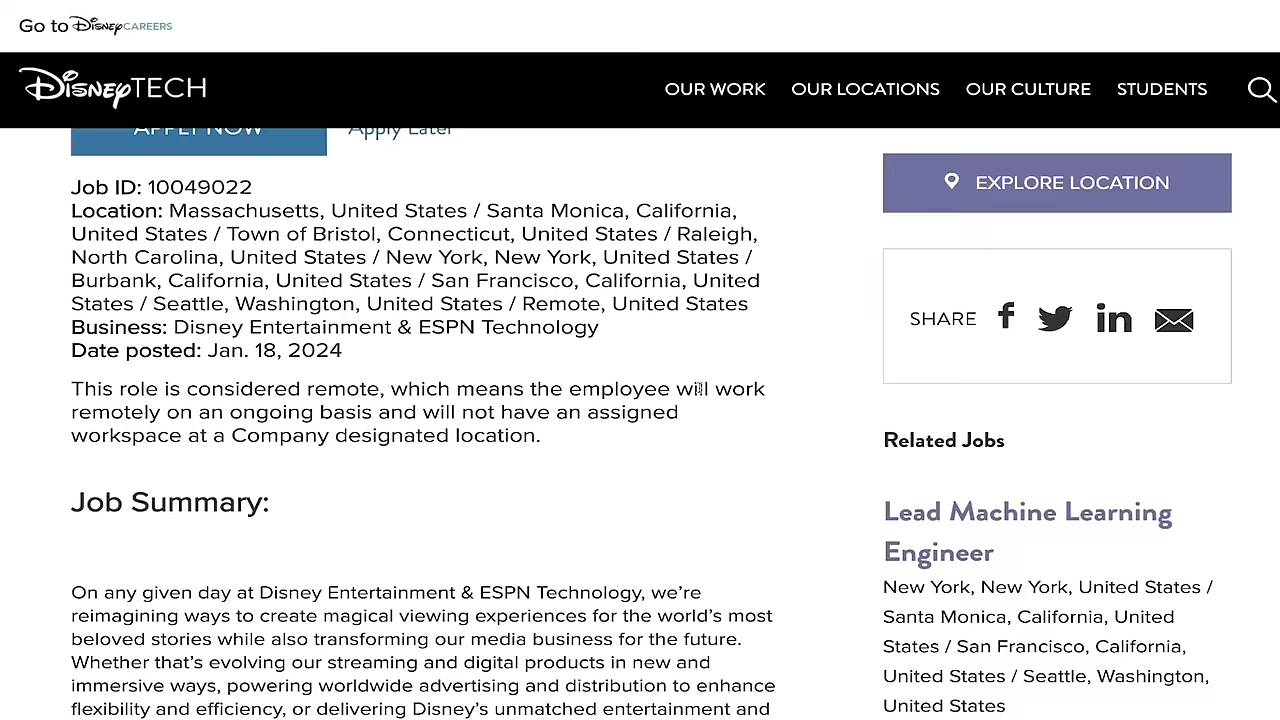 Go to Disney CAREERS
Disney TECH
OUR WORK OUR LOCATIONS OUR CULTURE STUDENTS
APPLY NOW Apply Later
Job ID: 10049022
Location: Massachusetts, United States / Santa Monica, California,
United States / Town of Bristol, Connecticut, United States / Raleigh,
North Carolina, United States / New York, New York, United States /
Burbank, California, United States / San Francisco, California, United
States / Seattle, Washington, United States / Remote, United States
Business: Disney Entertainment & ESPN Technology
Date posted: Jan. 18, 2024
This role is considered remote, which means the employee will work
remotely on an ongoing basis and will not have an assigned
workspace at a Company designated location.
Job Summary:
On any given day at Disney Entertainment & ESPN Technology, we’re
reimagining ways to create magical viewing experiences for the world’s most
beloved stories while also transforming our media business for the future.
Whether that’s evolving our streaming and digital products in new and
immersive ways, powering worldwide advertising and distribution to enhance
flexibility and efficiency, or delivering Disney’s unmatched entertainment and
EXPLORE LOCATION
SHARE
Related Jobs
Lead Machine Learning
Engineer
New York, New York, United States /
Santa Monica, California, United
States / San Francisco, California,
United States / Seattle, Washington,
United States